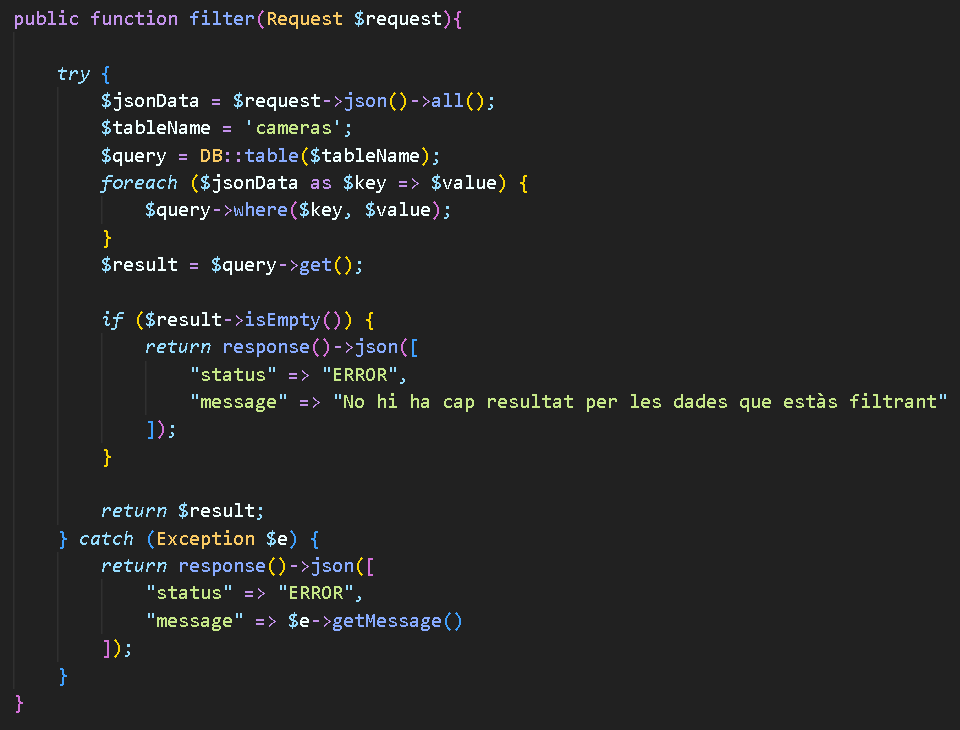 public function filter(Request $request){
try {
$jsonData = $request->json()->all();
$tableName = 'cameras';
$query = DB::table($tableName);
foreach ($jsonData as $key => $value) {
$query->where($key, $value);
}
$result = $query->get();
if ($result->isEmpty()) {
return response()->json([
"status" => "ERROR",
"message" => "No hi ha cap resultat per les dades que estàs filtrant"
]);
}
return $result;
} catch (Exception $e) {
return response()->json([
"status" => "ERROR",
"message" => $e->getMessage()
]);
}
}